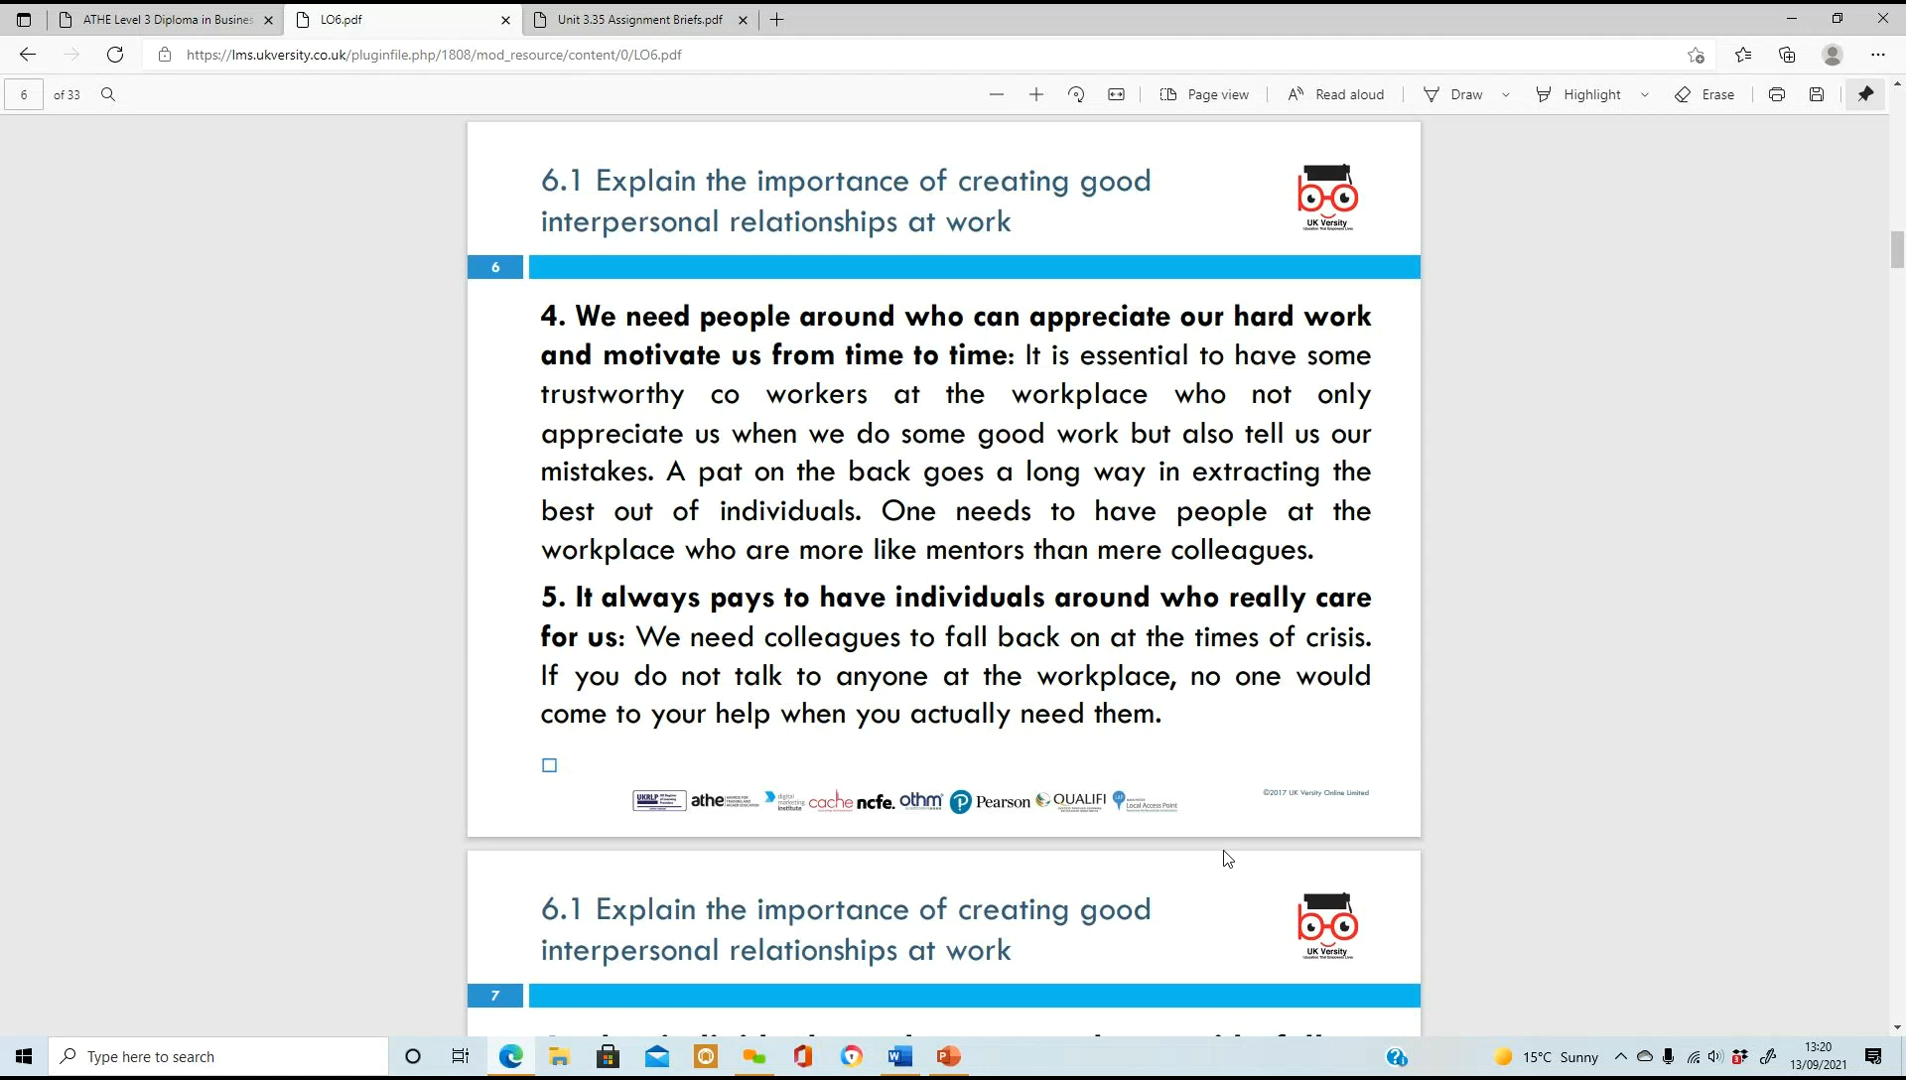 ATHE Level 3 Diploma in Busines
LO6.pdf
Unit 3.35 Assignment Briefs.pdf
https://lms.ukversity.co.uk/pluginfile.php/1808/mod_resource/content/0/LO6.pdf
6 of 33
Page view
Read aloud
Draw
Highlight
Erase
6.1 Explain the importance of creating good
interpersonal relationships at work
UK Versity
6
4. We need people around who can appreciate our hard work
and motivate us from time to time: It is essential to have some
trustworthy co workers at the workplace who not only
appreciate us when we do some good work but also tell us our
mistakes. A pat on the back goes a long way in extracting the
best out of individuals. One needs to have people at the
workplace who are more like mentors than mere colleagues.
5. It always pays to have individuals around who really care
for us: We need colleagues to fall back on at the times of crisis.
If you do not talk to anyone at the workplace, no one would
come to your help when you actually need them.
UKRLP
athe
digital
marketing
institute
cache
ncfe.
othm
Pearson
QUALIFI
Local Access Point
©2017 UK Versity Online Limited
6.1 Explain the importance of creating good
interpersonal relationships at work
UK Versity
7
Type here to search
15°C Sunny
13:20
13/09/2021